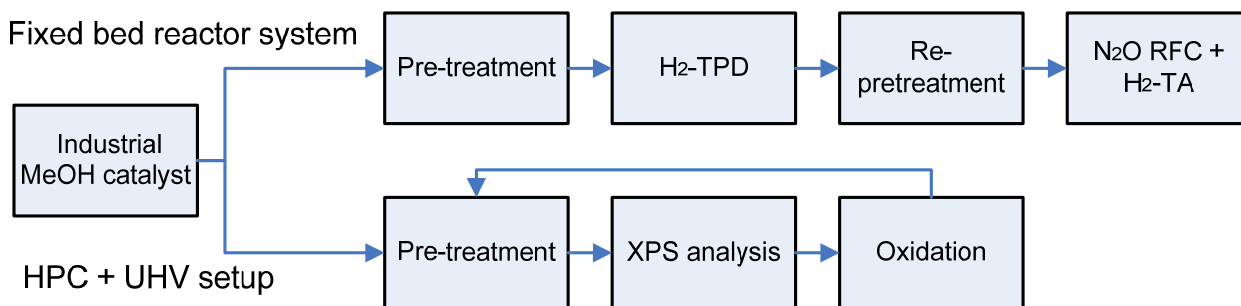 Fixed bed reactor system
Pre-treatment
H2-TPD
Re-
pretreatment
N2O RFC +
H2-TA
Industrial
MeOH catalyst
Pre-treatment
XPS analysis
Oxidation
HPC + UHV setup